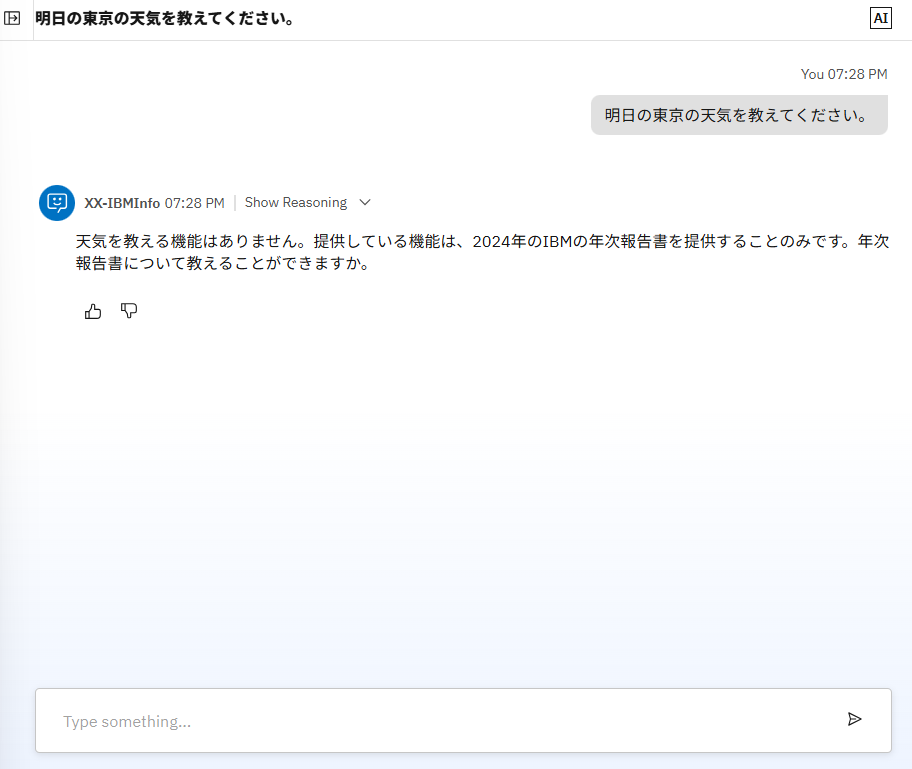 明日の東京の天気を教えてください。
AI
You 07:28 PM
明日の東京の天気を教えてください。
XX-IBMInfo 07:28 PM | Show Reasoning
天気を教える機能はありません。提供している機能は、2024年のIBMの年次報告書を提供することのみです。年次
報告書について教えることができますか。
Type something...